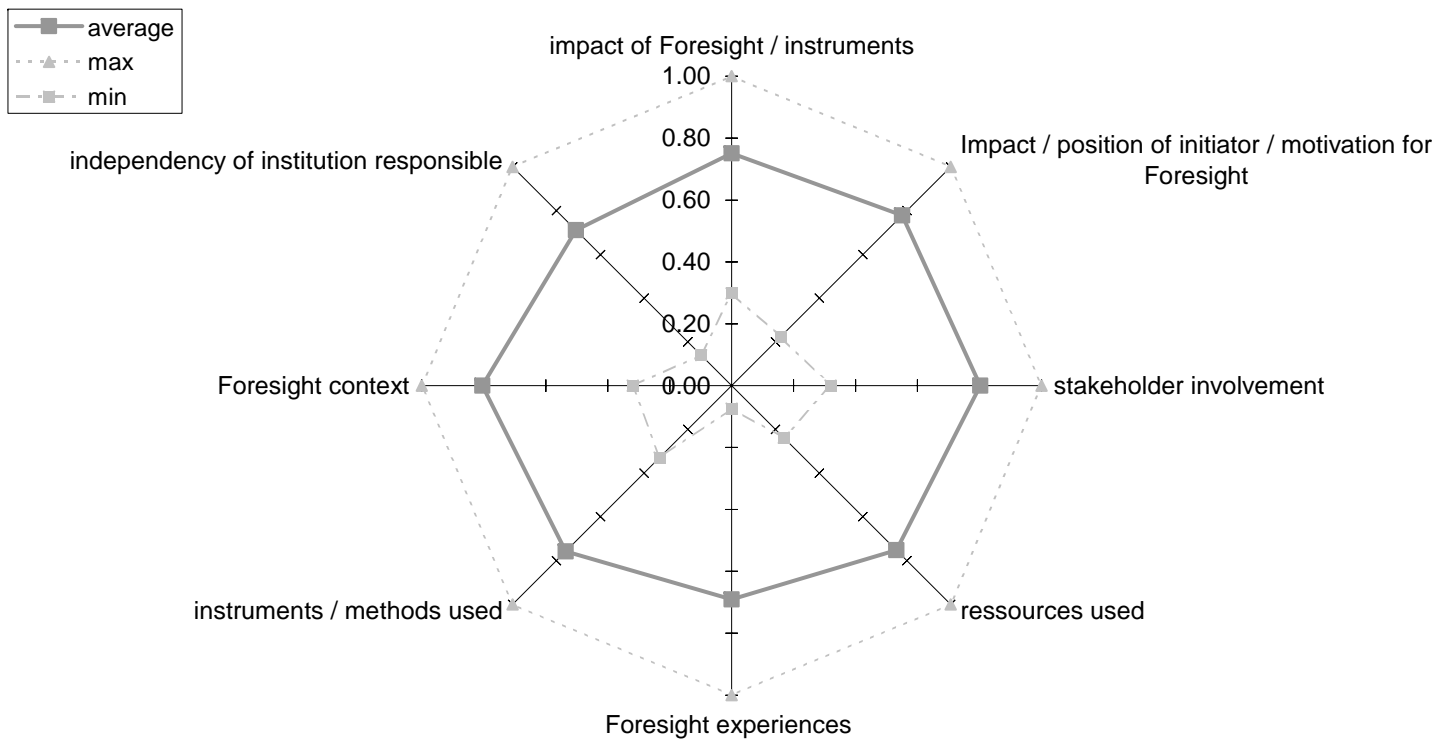 average
max
min
impact of Foresight / instruments
1.00
0.80
0.60
0.40
0.20
0.00
Impact / position of initiator / motivation for
Foresight
independency of institution responsible
Foresight context
stakeholder involvement
instruments / methods used
ressources used
Foresight experiences